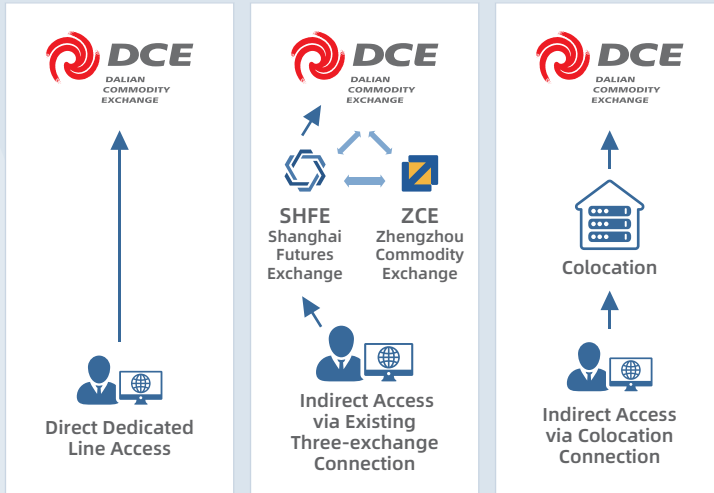 DCE
DALIAN
COMMODITY
EXCHANGE
Direct Dedicated
Line Access
DCE
DALIAN
COMMODITY
EXCHANGE
SHFE
Shanghai
Futures
Exchange
ZCE
Zhengzhou
Commodity
Exchange
Indirect Access
via Existing
Three-exchange
Connection
DCE
DALIAN
COMMODITY
EXCHANGE
Colocation
Indirect Access
via Colocation
Connection